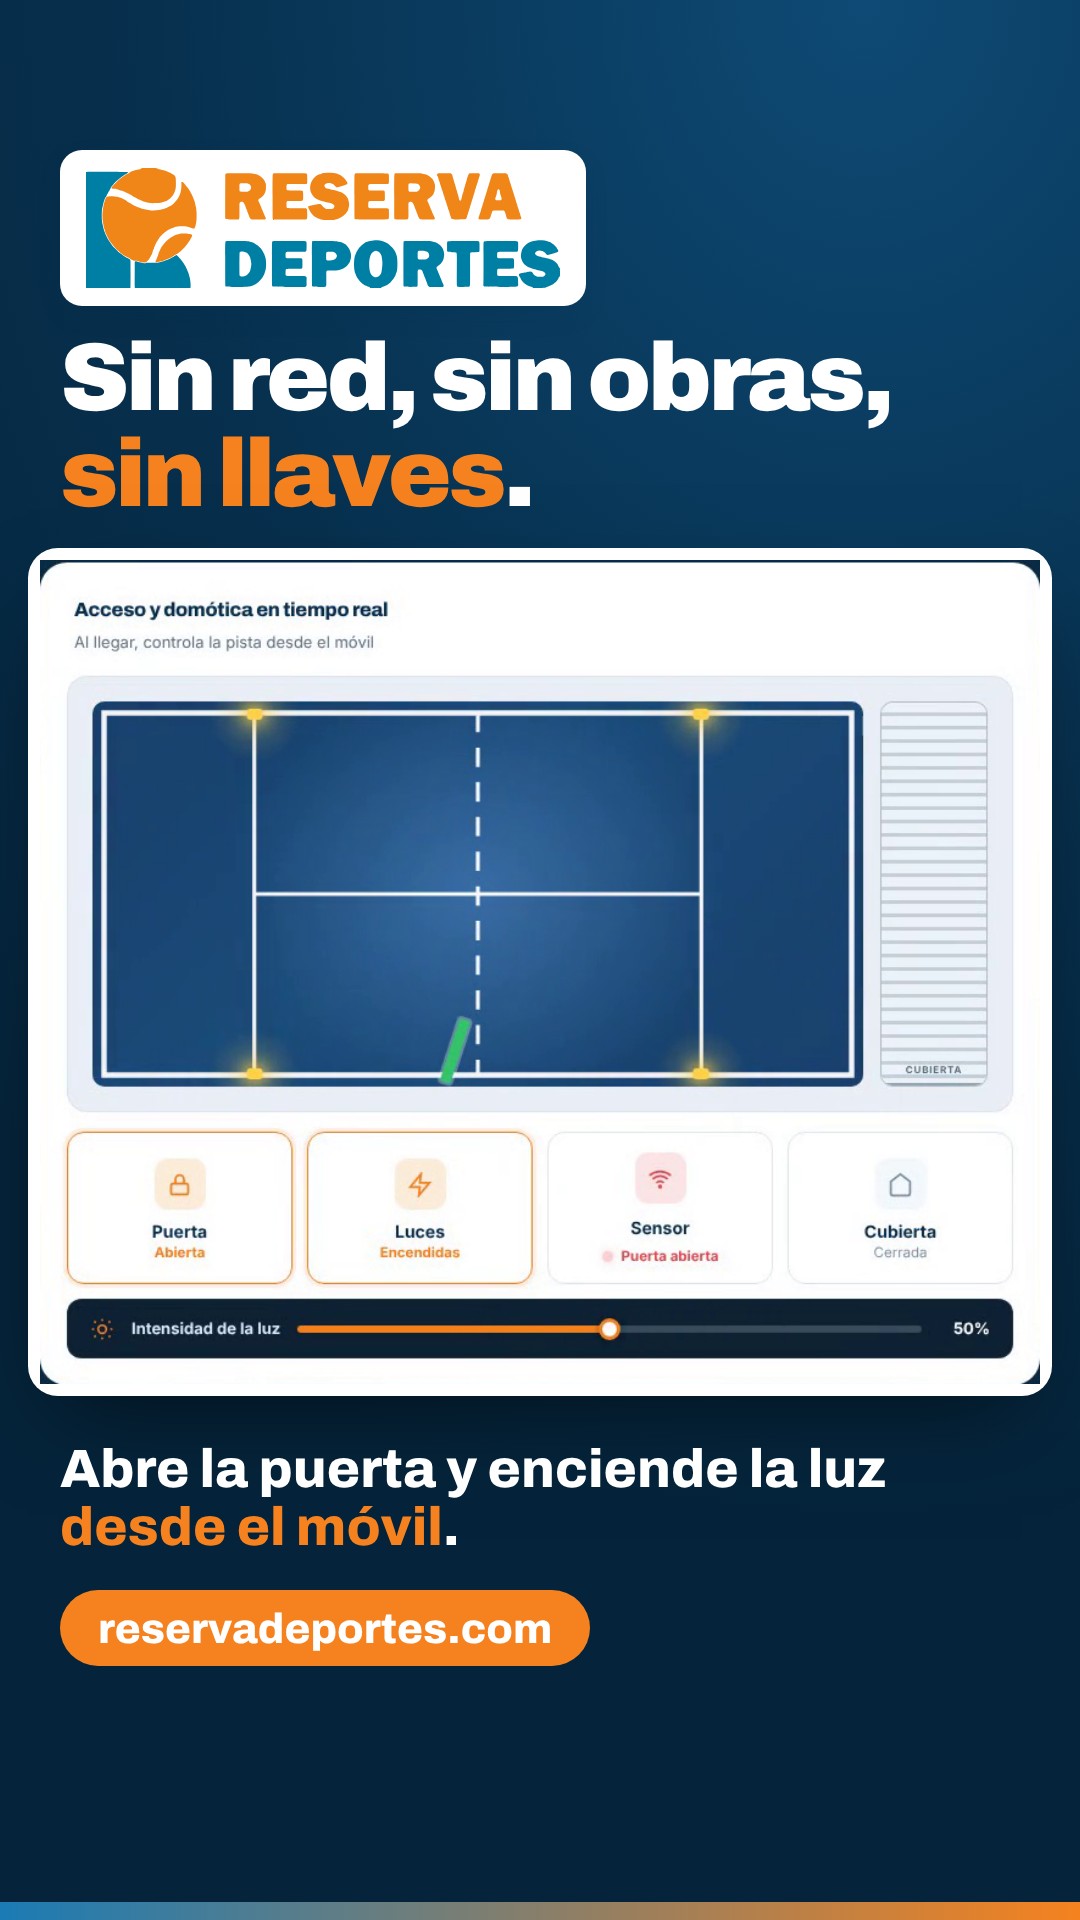 RESERVA
DEPORTES
Sin red, sin obras,
sin llaves.
Acceso y domótica en tiempo real
Al llegar, controla la pista desde el móvil
CUBIERTA
Puerta
Abierta
Luces
Encendidas
Sensor
Puerta abierta
Cubierta
Cerrada
Intensidad de la luz
50%
Abre la puerta y enciende la luz
desde el móvil.
reservadeportes.com